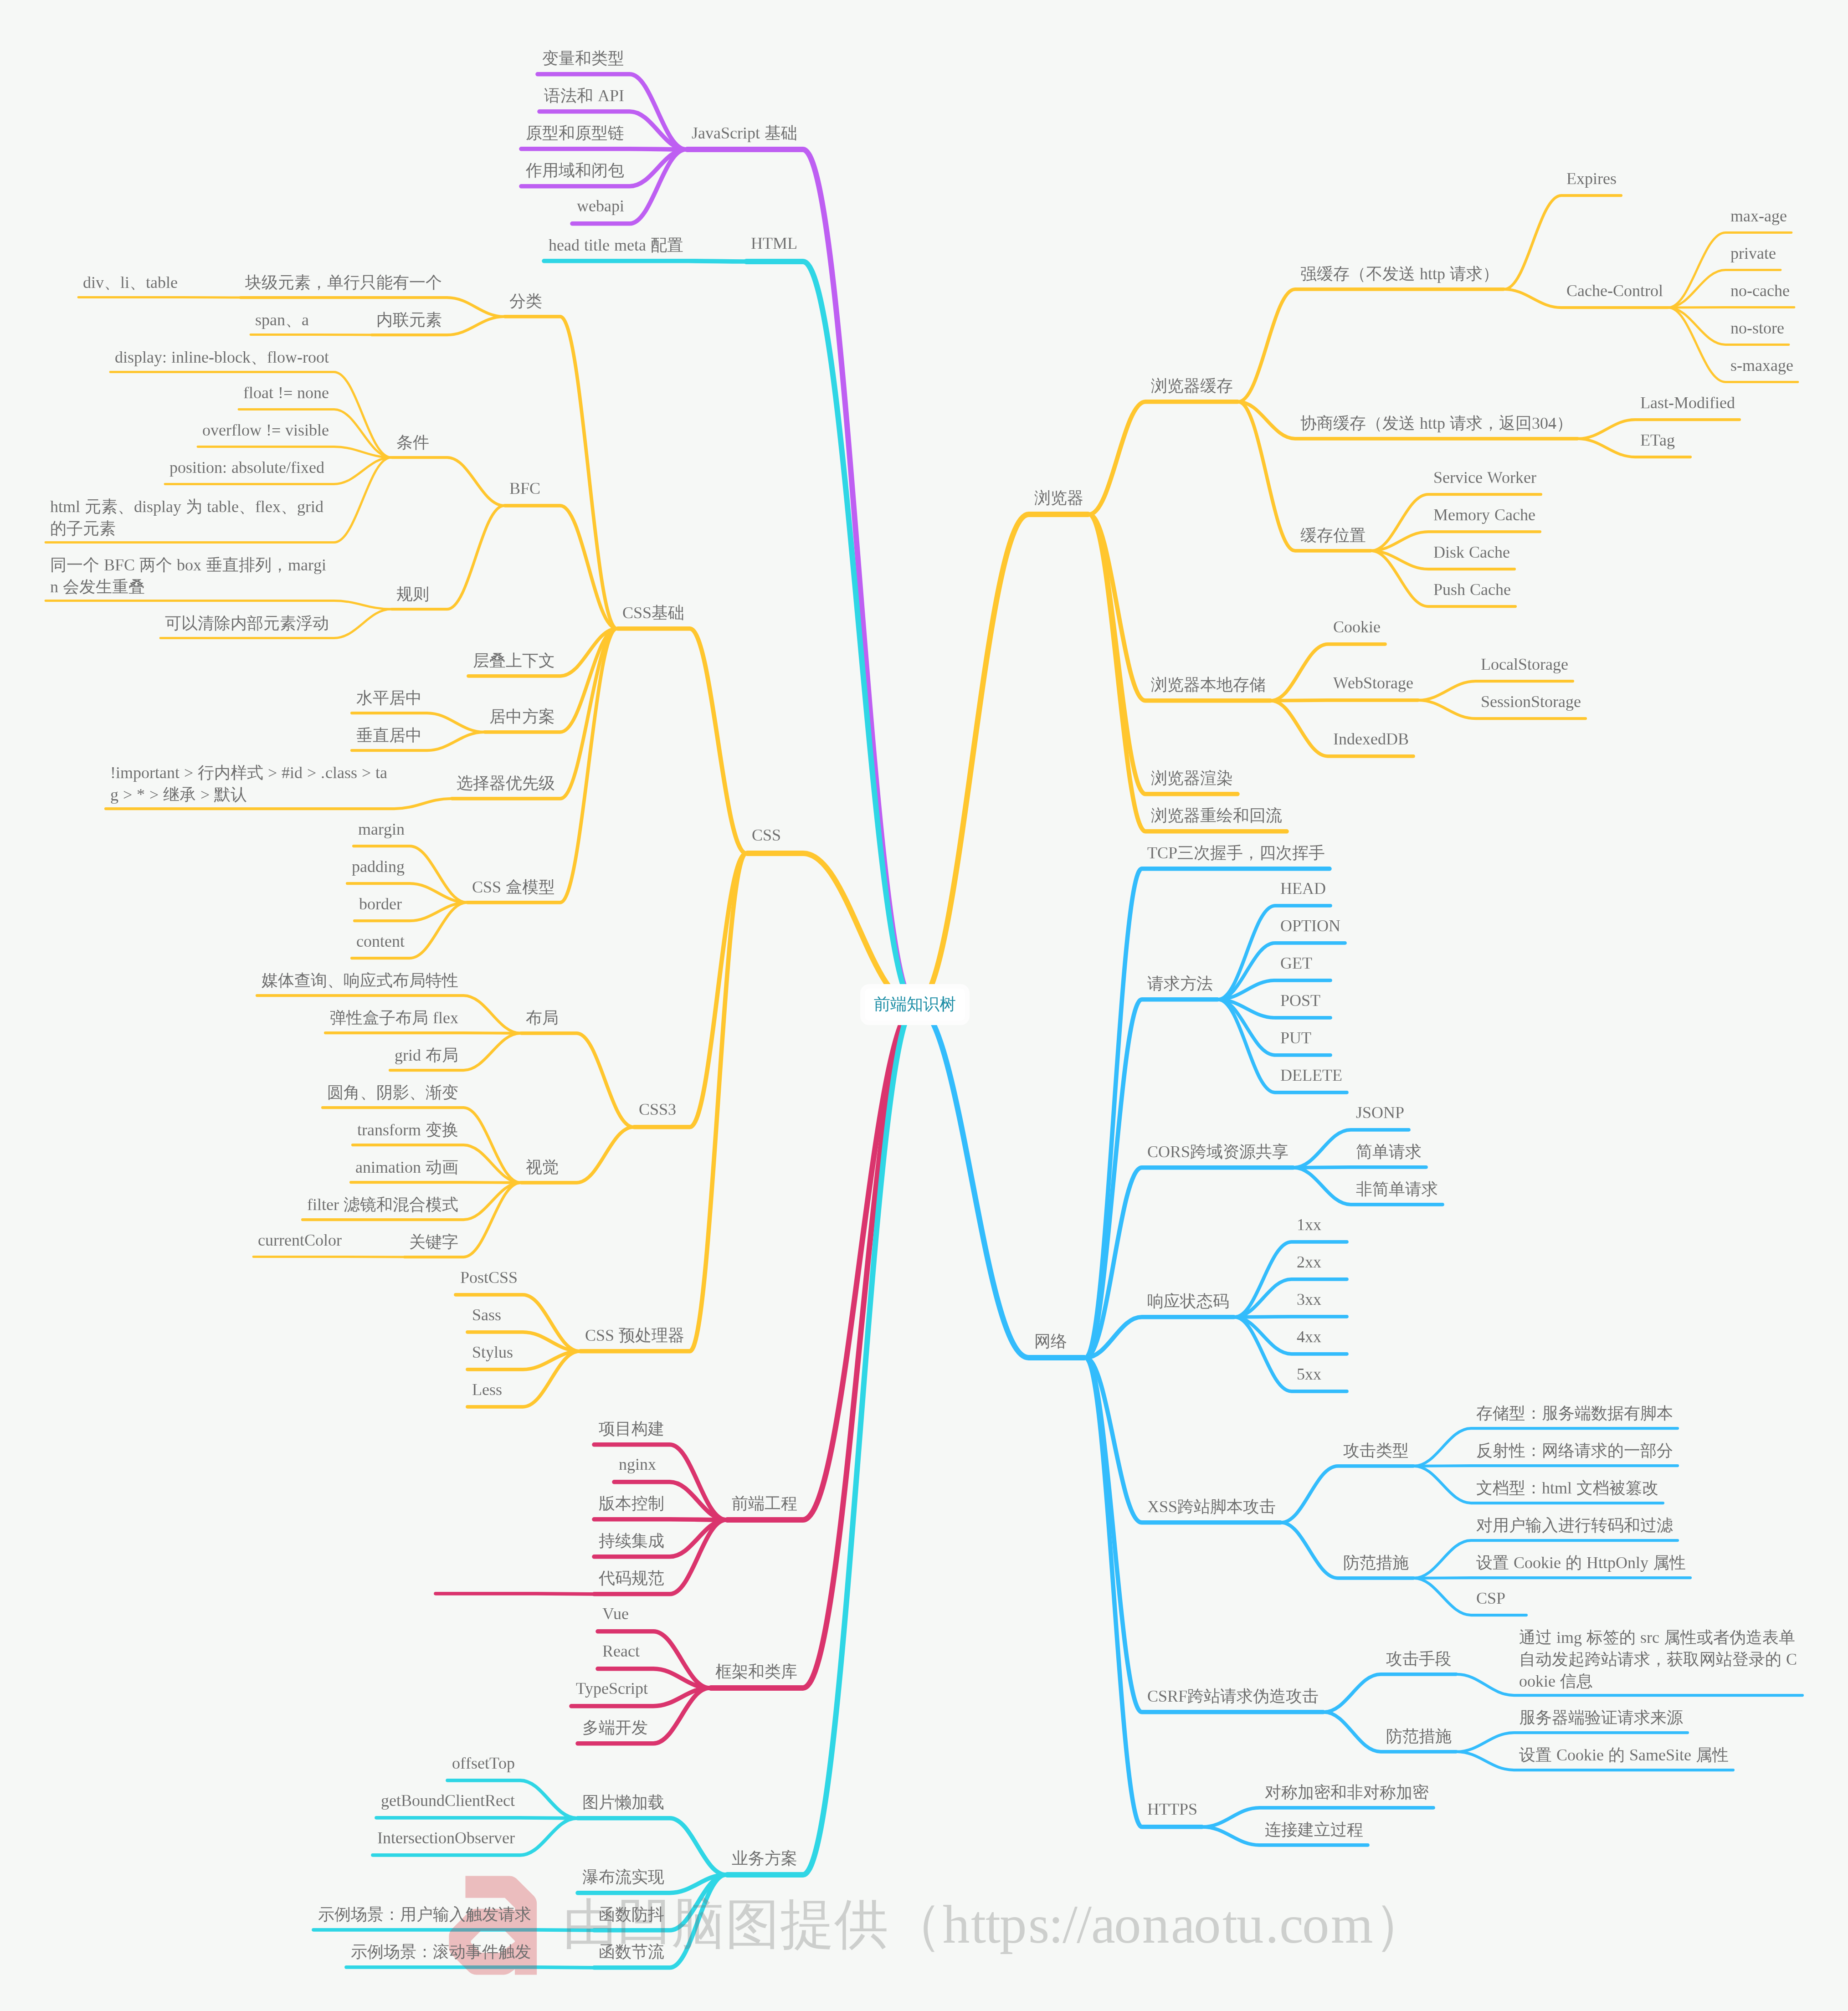 前端知识树
JavaScript 基础
变量和类型
语法和 API
原型和原型链
作用域和闭包
webapi
HTML
head title meta 配置
CSS
CSS基础
分类
块级元素，单行只能有一个
div、li、table
内联元素
span、a
BFC
条件
display: inline-block、flow-root
float != none
overflow != visible
position: absolute/fixed
html 元素、display 为 table、flex、grid
的子元素
规则
同一个 BFC 两个 box 垂直排列，margi
n 会发生重叠
可以清除内部元素浮动
层叠上下文
居中方案
水平居中
垂直居中
选择器优先级
!important > 行内样式 > #id > .class > ta
g > * > 继承 > 默认
CSS 盒模型
margin
padding
border
content
CSS3
布局
媒体查询、响应式布局特性
弹性盒子布局 flex
grid 布局
视觉
圆角、阴影、渐变
transform 变换
animation 动画
filter 滤镜和混合模式
关键字
currentColor
CSS 预处理器
PostCSS
Sass
Stylus
Less
前端工程
项目构建
nginx
版本控制
持续集成
代码规范
框架和类库
Vue
React
TypeScript
多端开发
业务方案
图片懒加载
offsetTop
getBoundClientRect
IntersectionObserver
瀑布流实现
函数防抖
示例场景：用户输入触发请求
函数节流
示例场景：滚动事件触发
浏览器
浏览器缓存
强缓存（不发送 http 请求）
Expires
Cache-Control
max-age
private
no-cache
no-store
s-maxage
协商缓存（发送 http 请求，返回304）
Last-Modified
ETag
缓存位置
Service Worker
Memory Cache
Disk Cache
Push Cache
浏览器本地存储
Cookie
WebStorage
LocalStorage
SessionStorage
IndexedDB
浏览器渲染
浏览器重绘和回流
网络
TCP三次握手，四次挥手
请求方法
HEAD
OPTION
GET
POST
PUT
DELETE
CORS跨域资源共享
JSONP
简单请求
非简单请求
响应状态码
1xx
2xx
3xx
4xx
5xx
XSS跨站脚本攻击
攻击类型
存储型：服务端数据有脚本
反射性：网络请求的一部分
文档型：html 文档被篡改
防范措施
对用户输入进行转码和过滤
设置 Cookie 的 HttpOnly 属性
CSP
CSRF跨站请求伪造攻击
攻击手段
通过 img 标签的 src 属性或者伪造表单
自动发起跨站请求，获取网站登录的 C
ookie 信息
防范措施
服务器端验证请求来源
设置 Cookie 的 SameSite 属性
HTTPS
对称加密和非对称加密
连接建立过程
由凹脑图提供（https://aonaotu.com）